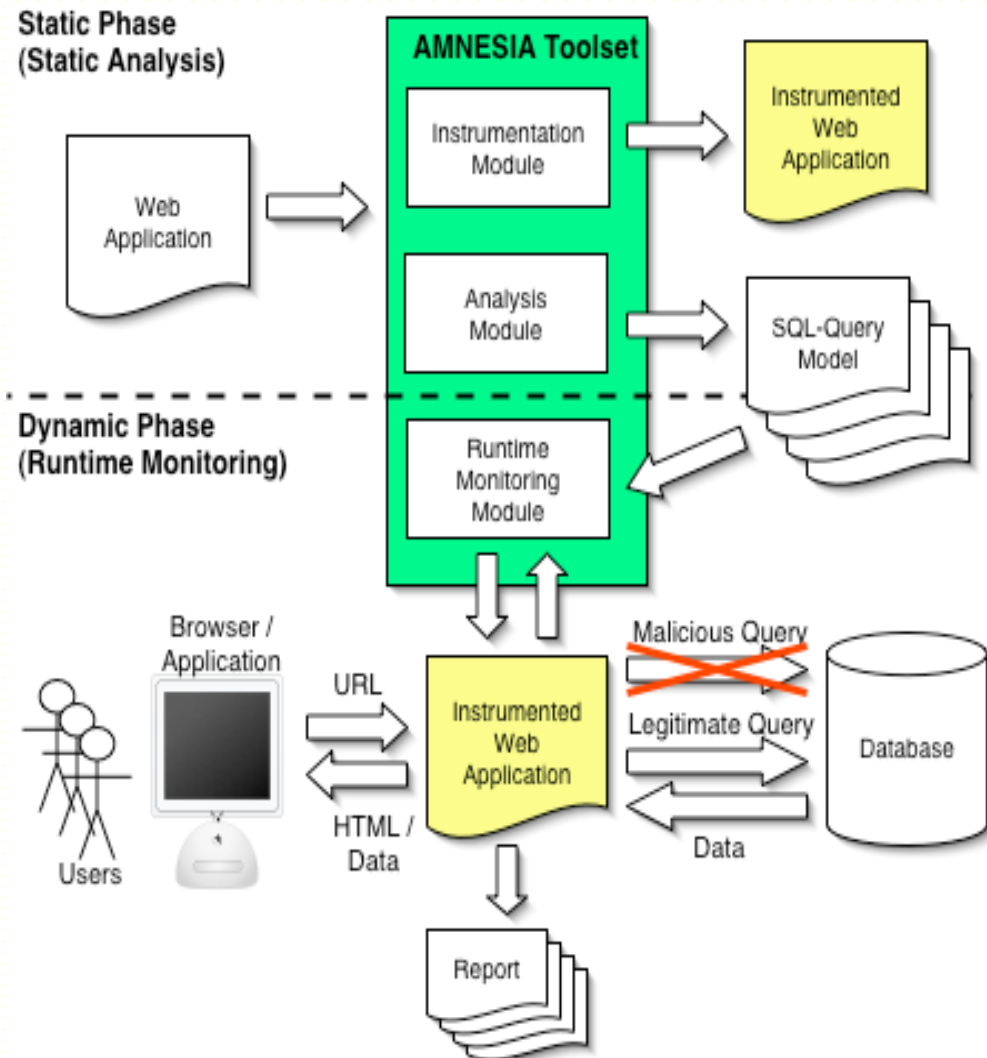 Static Phase
(Static Analysis)
AMNESIA Toolset
Web
Application
Instrumentation
Module
Instrumented
Web
Application
Analysis
Module
SQL-Query
Model
Dynamic Phase
(Runtime Monitoring)
Runtime
Monitoring
Module
Users
Browser /
Application
URL
HTML /
Data
Instrumented
Web
Application
Malicious Query
Legitimate Query
Data
Database
Report